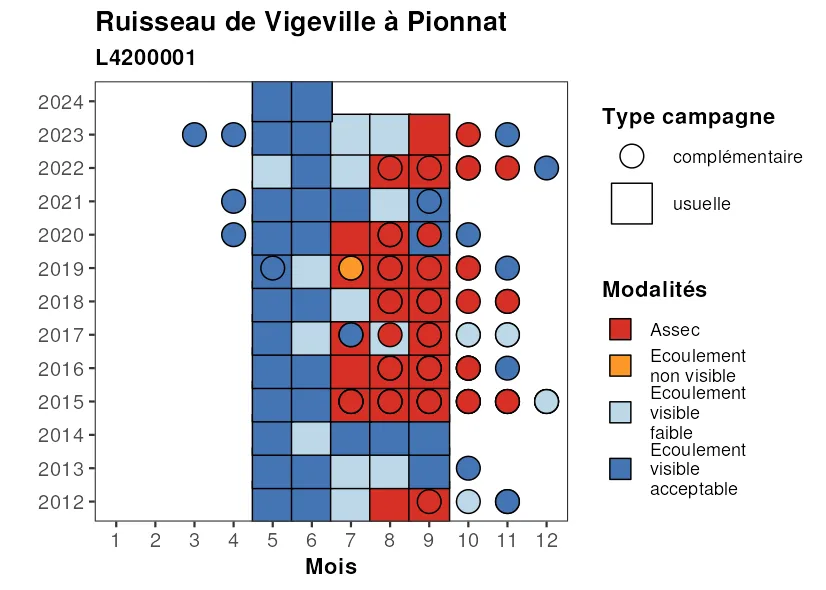 Ruisseau de Vigeville à Pionnat
L4200001
2024
2023
2022
2021
2020
2019
2018
2017
2016
2015
2014
2013
2012
1 2 3 4 5 6 7 8 9 10 11 12
Mois
Type campagne
complémentaire
usuelle
Modalités
Assec
Ecoulement
non visible
Ecoulement
visible
faible
Ecoulement
visible
acceptable